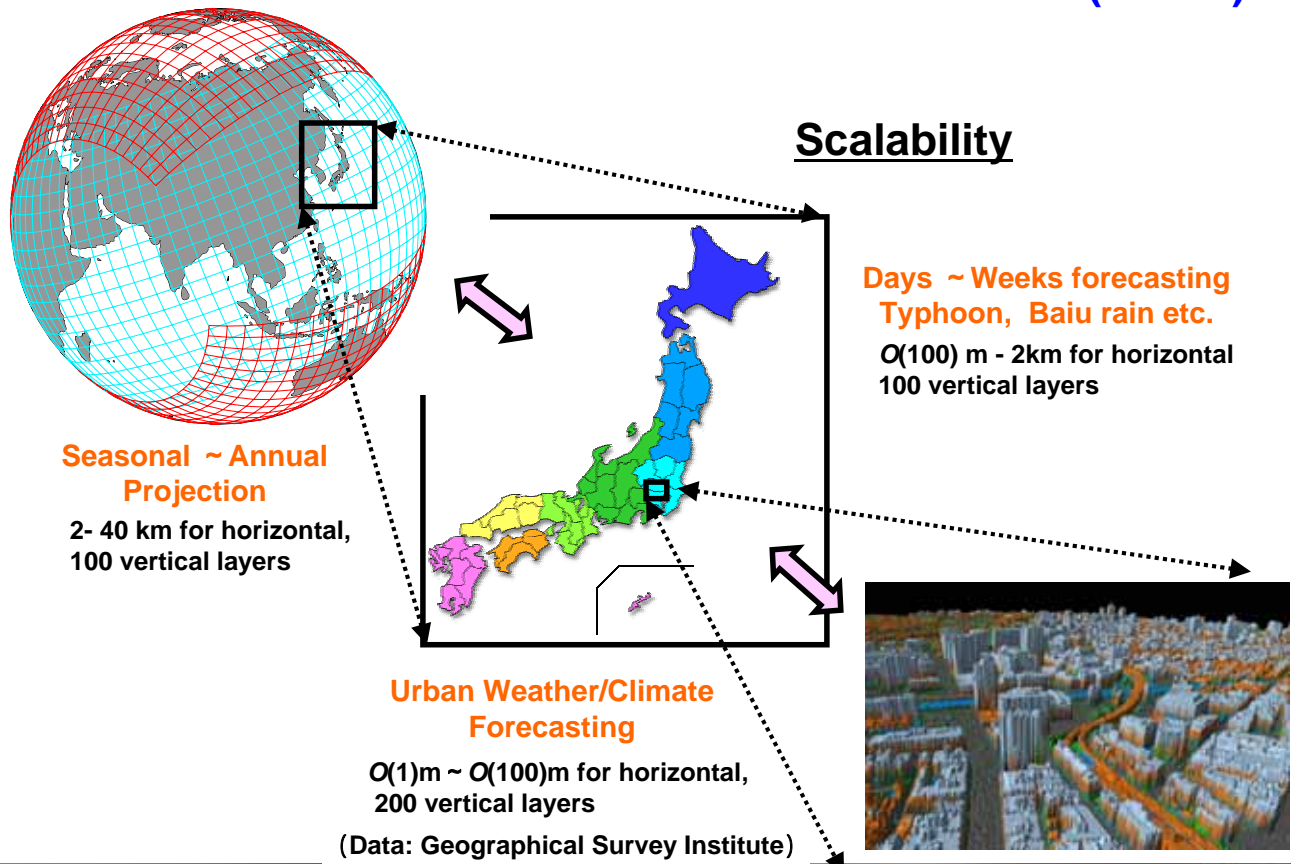 Scalability
Days ~ Weeks forecasting
Typhoon, Baiu rain etc.
O(100) m - 2km for horizontal
100 vertical layers
Seasonal ~ Annual
Projection
2- 40 km for horizontal,
100 vertical layers
Urban Weather/Climate
Forecasting
O(1)m ~ O(100)m for horizontal,
200 vertical layers
(Data: Geographical Survey Institute)